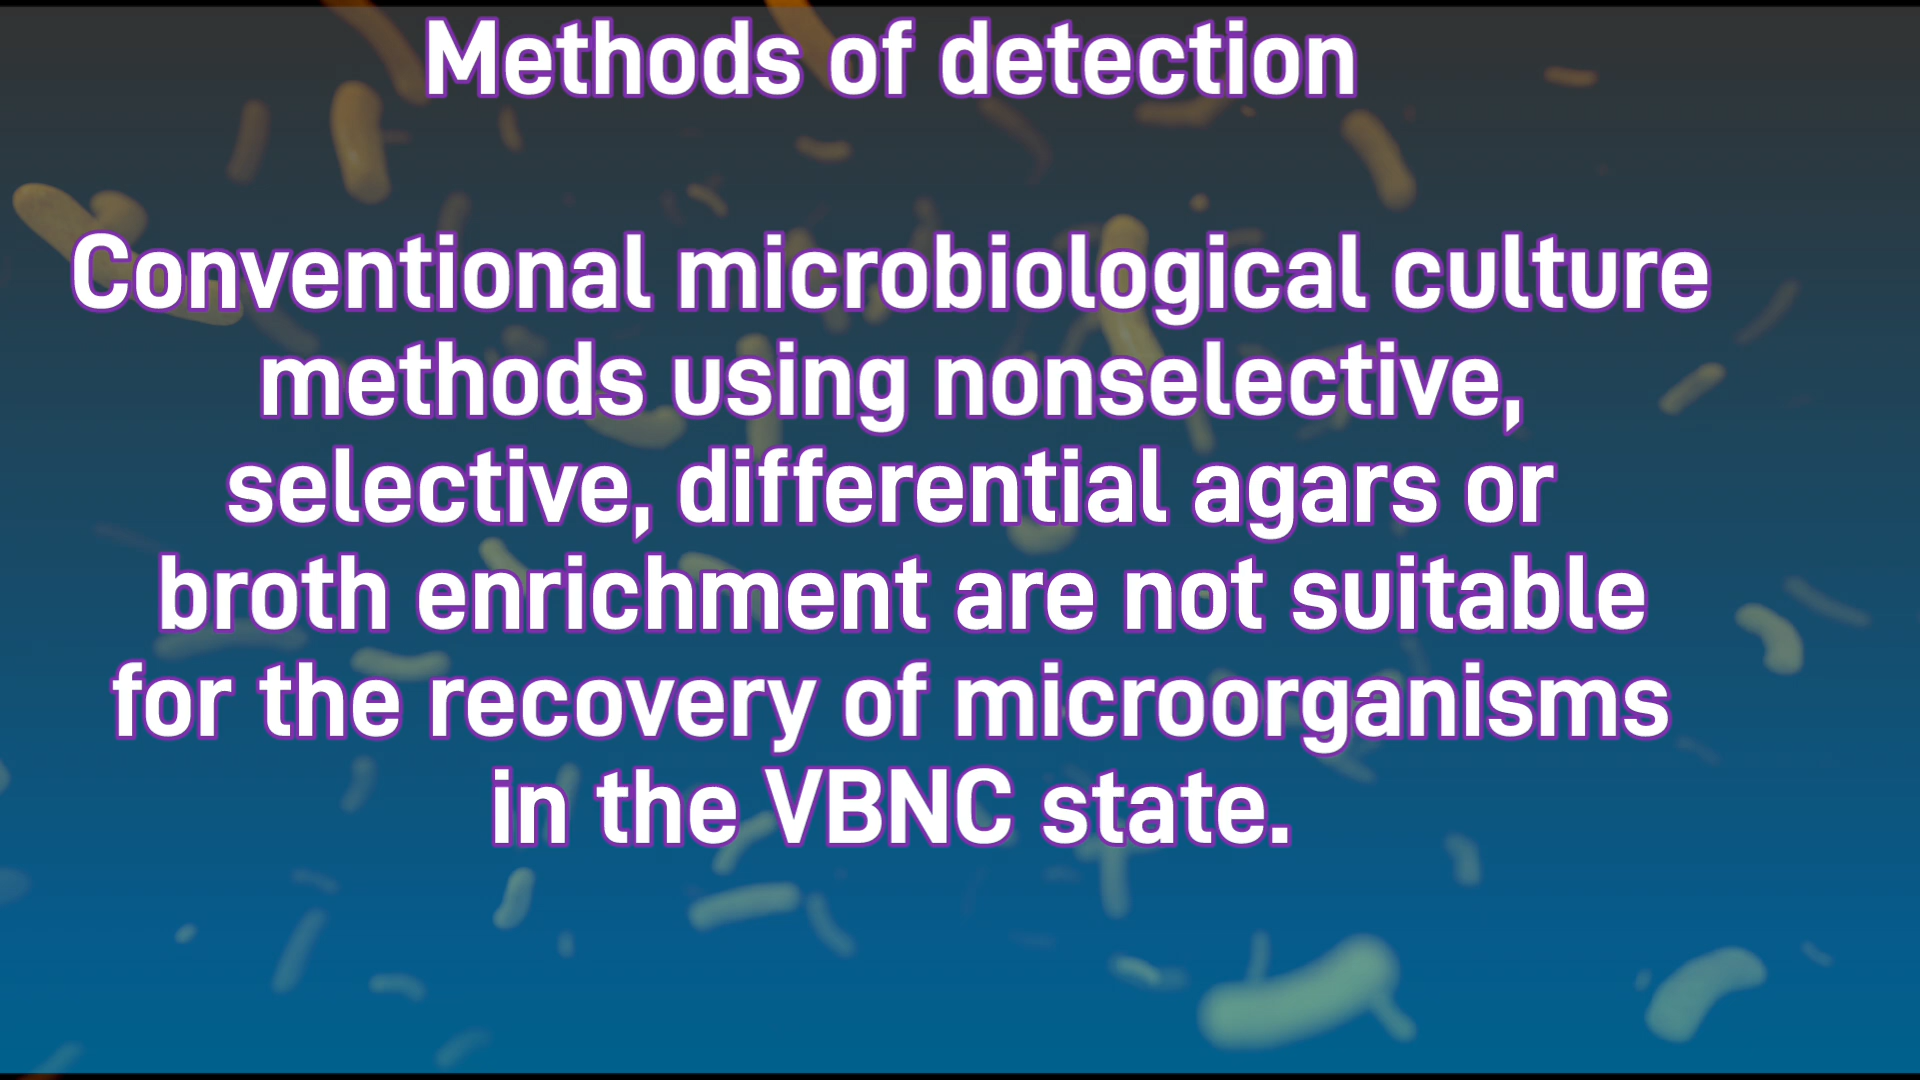 Methods of detection
Conventional microbiological culture
methods using nonselective,
selective, differential agars or
broth enrichment are not suitable
for the recovery of microorganisms
in the VBNC state.